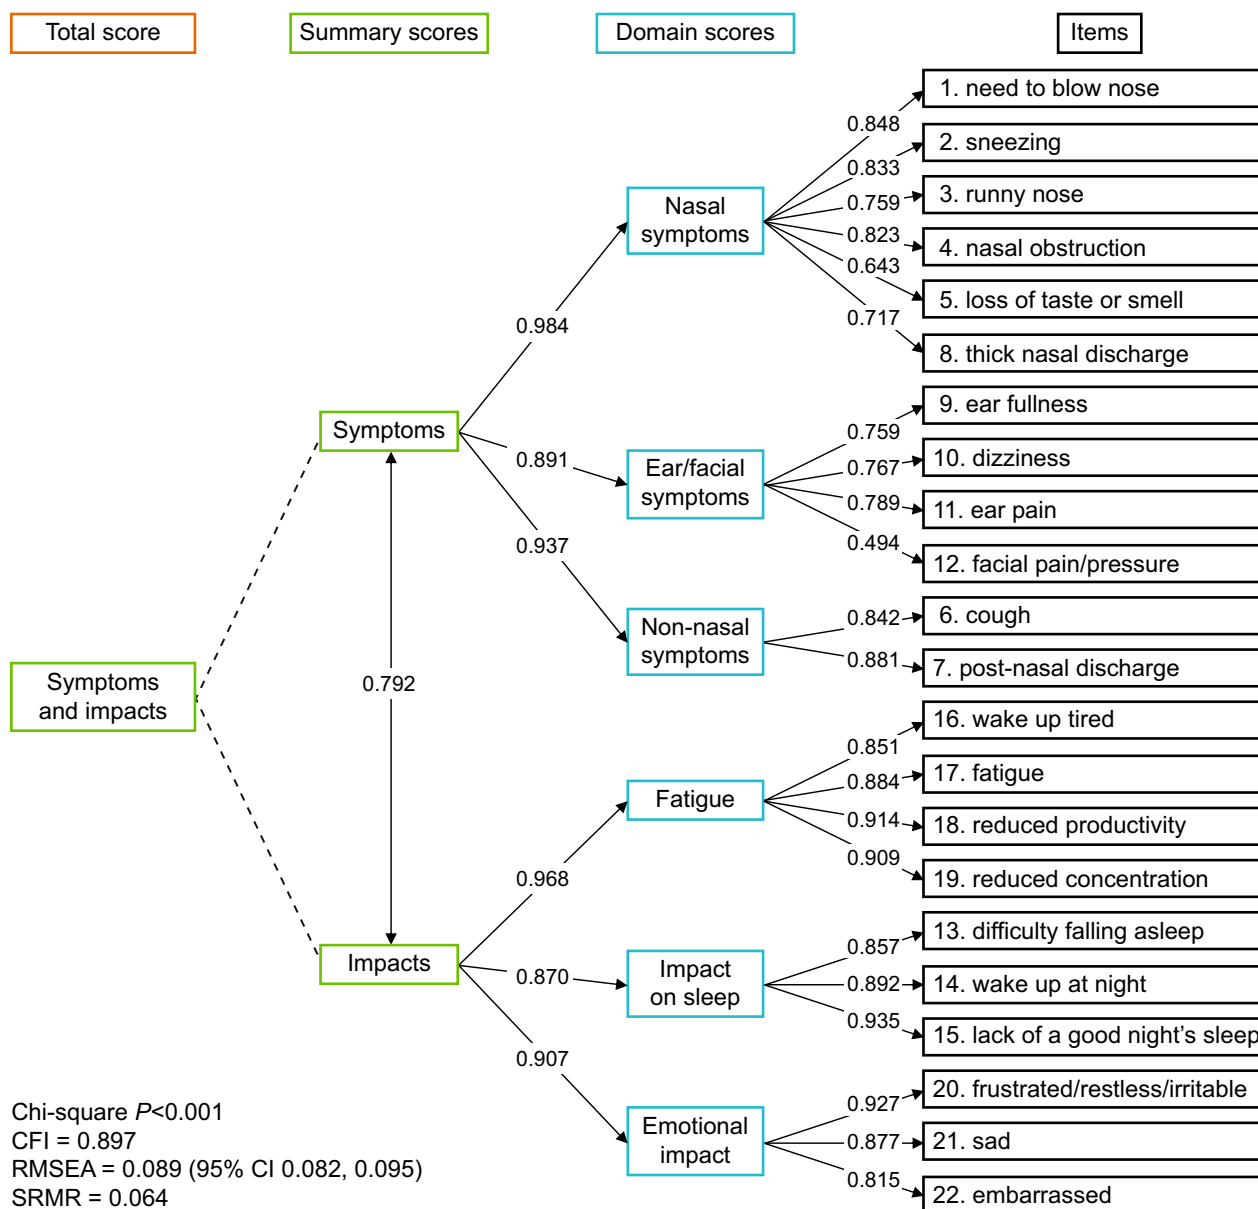 Total score
Summary scores
Domain scores
Items
Symptoms
and impacts
Symptoms
0.792
Impacts
0.984
0.891
0.937
0.968
0.870
0.907
Nasal
symptoms
0.848
0.833
0.759
0.823
0.643
0.717
1. need to blow nose
2. sneezing
3. runny nose
4. nasal obstruction
5. loss of taste or smell
8. thick nasal discharge
Ear/facial
symptoms
0.759
0.767
0.789
0.494
9. ear fullness
10. dizziness
11. ear pain
12. facial pain/pressure
Non-nasal
symptoms
0.842
0.881
6. cough
7. post-nasal discharge
Fatigue
0.851
0.884
0.914
0.909
16. wake up tired
17. fatigue
18. reduced productivity
19. reduced concentration
Impact
on sleep
0.857
0.892
0.935
13. difficulty falling asleep
14. wake up at night
15. lack of a good night's sleep
Emotional
impact
0.927
0.877
0.815
20. frustrated/restless/irritable
21. sad
22. embarrassed
Chi-square P<0.001
CFI = 0.897
RMSEA = 0.089 (95% CI 0.082, 0.095)
SRMR = 0.064